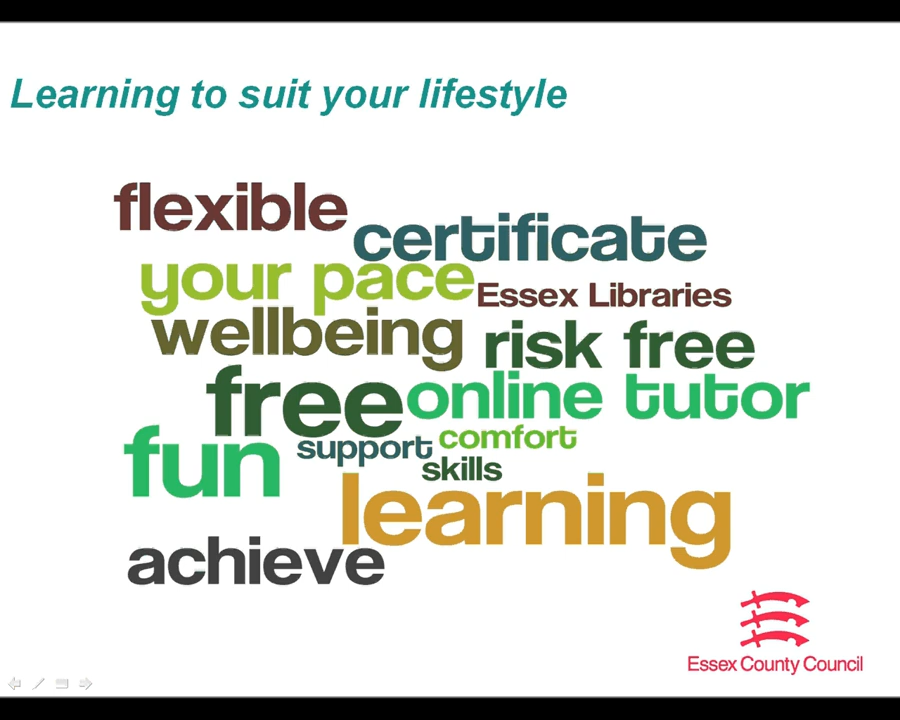 Learning to suit your lifestyle
flexible
certificate
your pace
Essex Libraries
wellbeing
risk free
free
online tutor
fun
support
comfort
skills
learning
achieve
Essex County Council